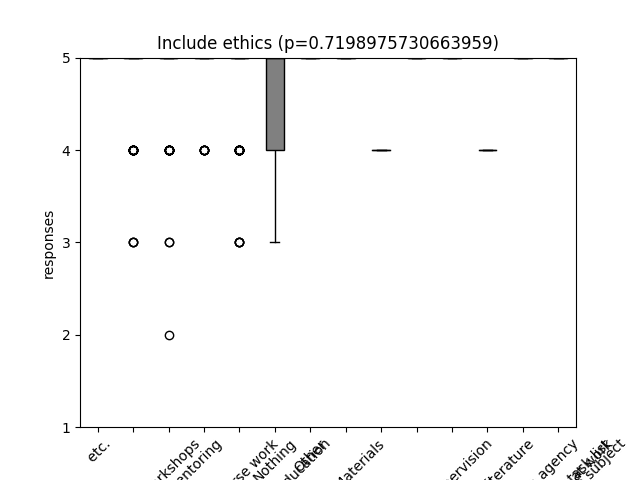 Include ethics (p=0.7198975730663959)
5
4
3
2
1
responses
etc.
rkshops
entoring
se work
Nothing
Other
Materials
ervision
terature
agency
subject